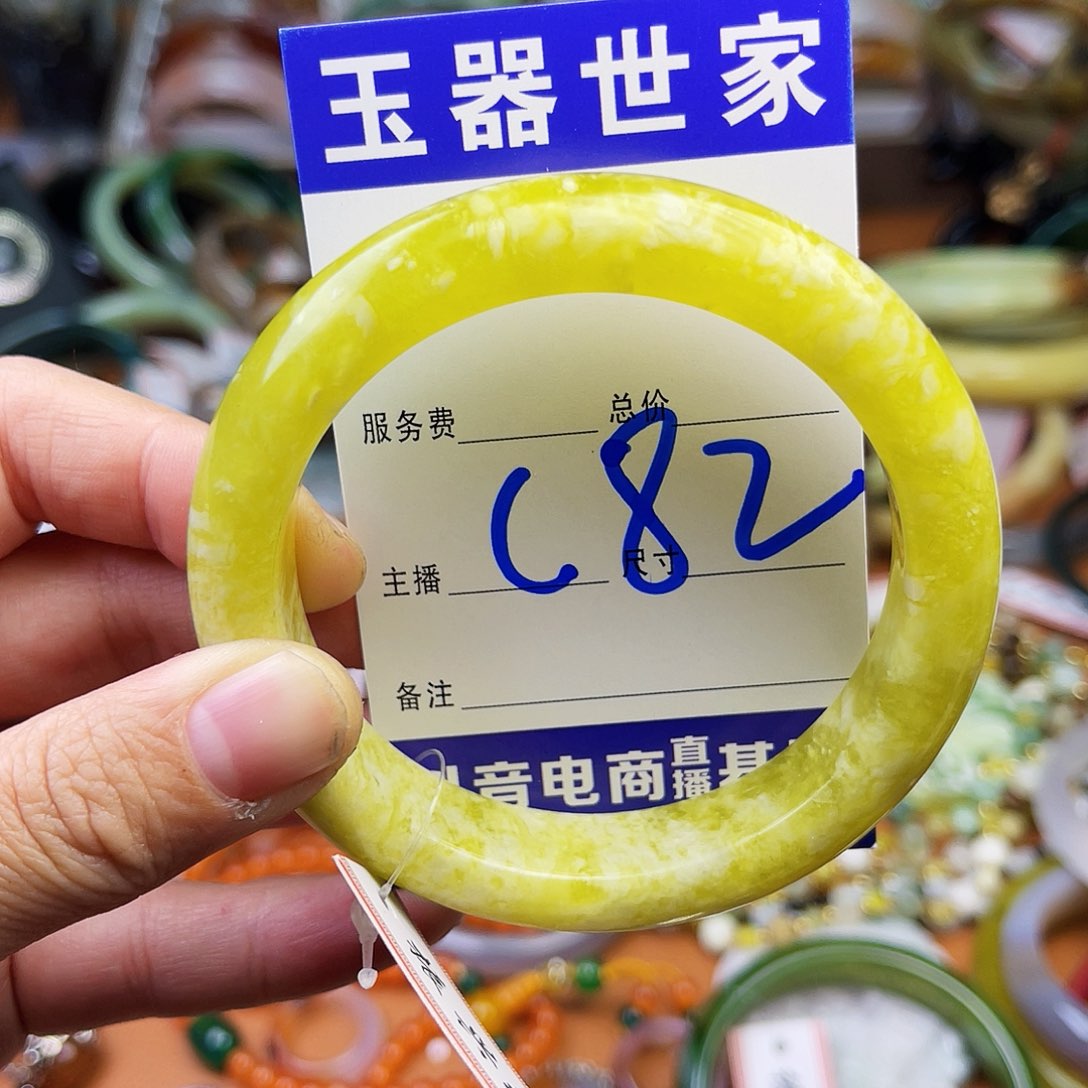 玉器世家
服务费 总价
C82
主播 尺寸
备注
音电商直播基